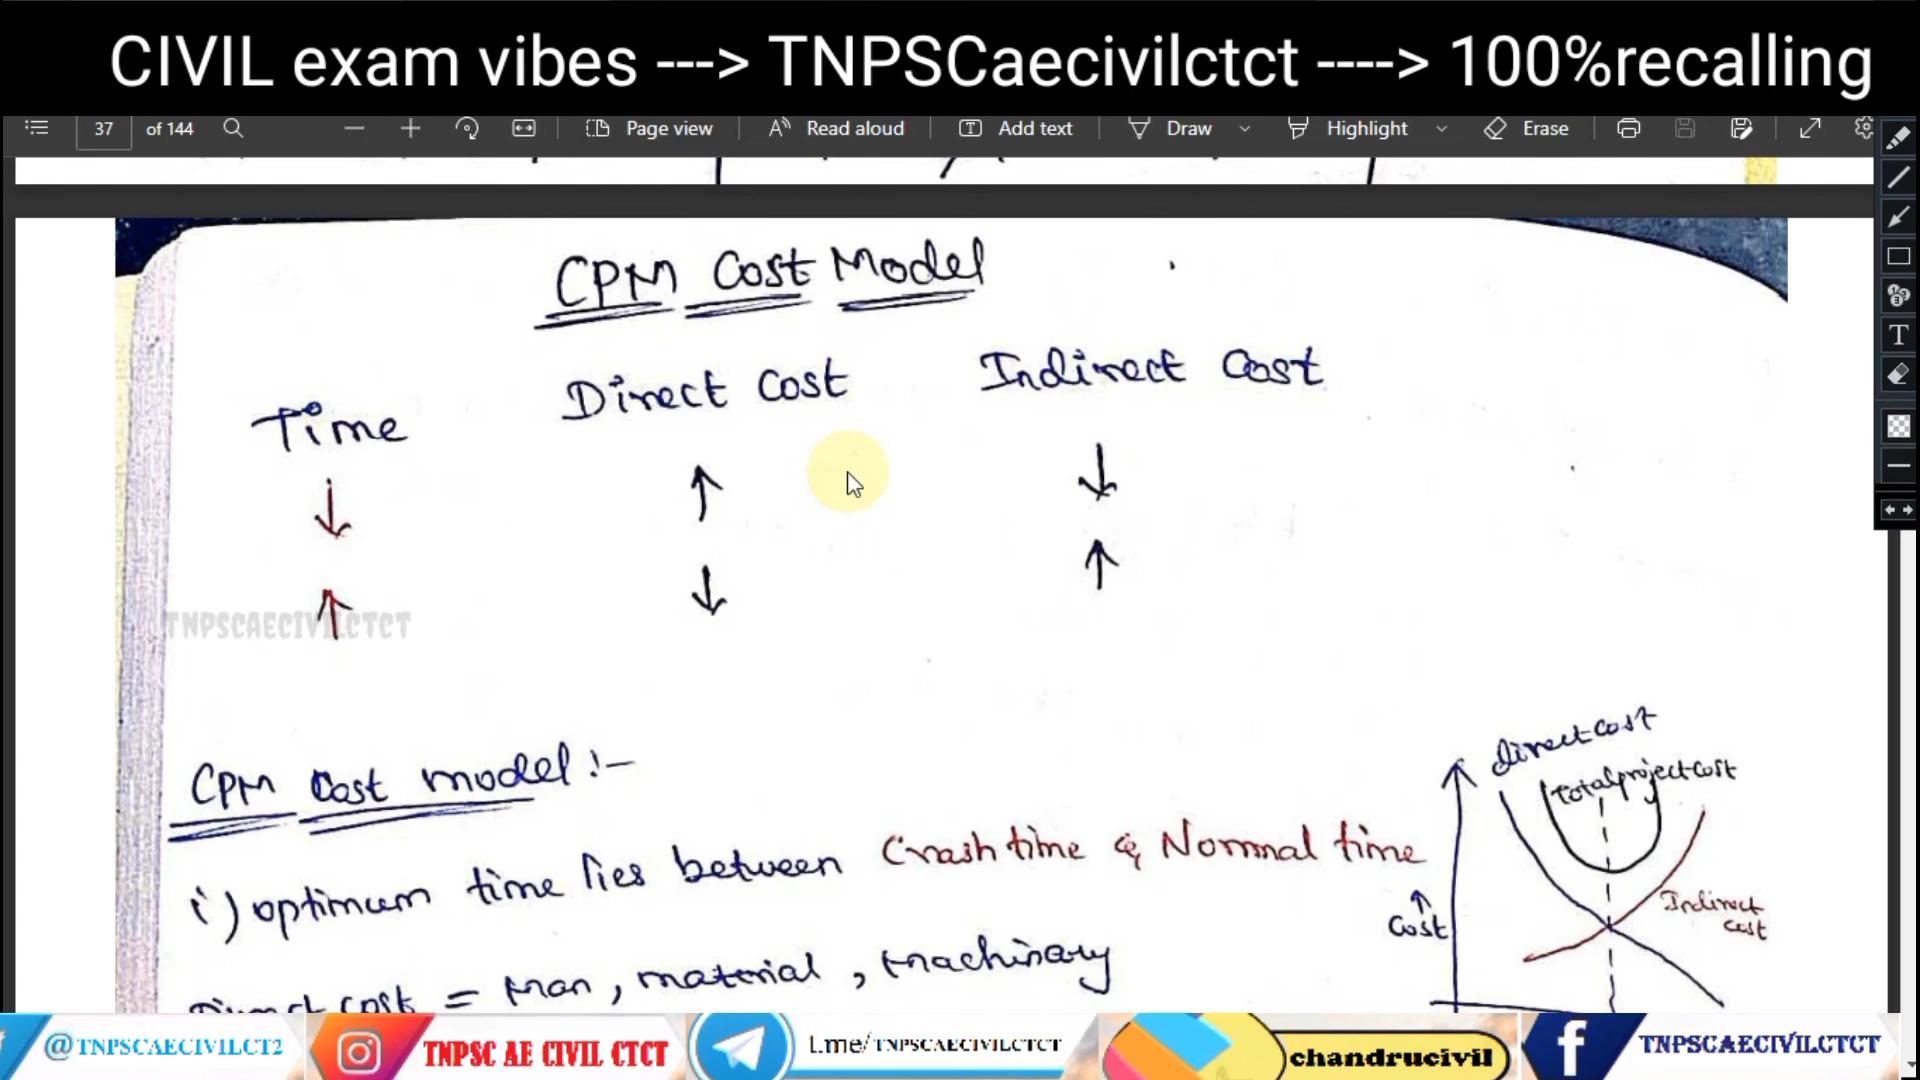 CIVIL exam vibes ---> TNPSCaecivilctct ----> 100%recalling
37 of 144 Page view Read aloud Add text Draw Highlight Erase
CPM Cost Model
Time Direct Cost Indirect Cost
↓ ↑ ↓
↑ ↓ ↑
TNPSCAECIVILCTCT
CPM Cost model :-
i) optimum time lies between Crash time & Normal time
Direct cost = Man, material, Machinary
direct cost
Total project cost
Indirect cost
↑
Cost
@TNPSCAECIVILCT2 TNPSC AE CIVIL CTCT t.me/TNPSCAECIVILCTCT chandrucivil TNPSCAECIVILCTCT